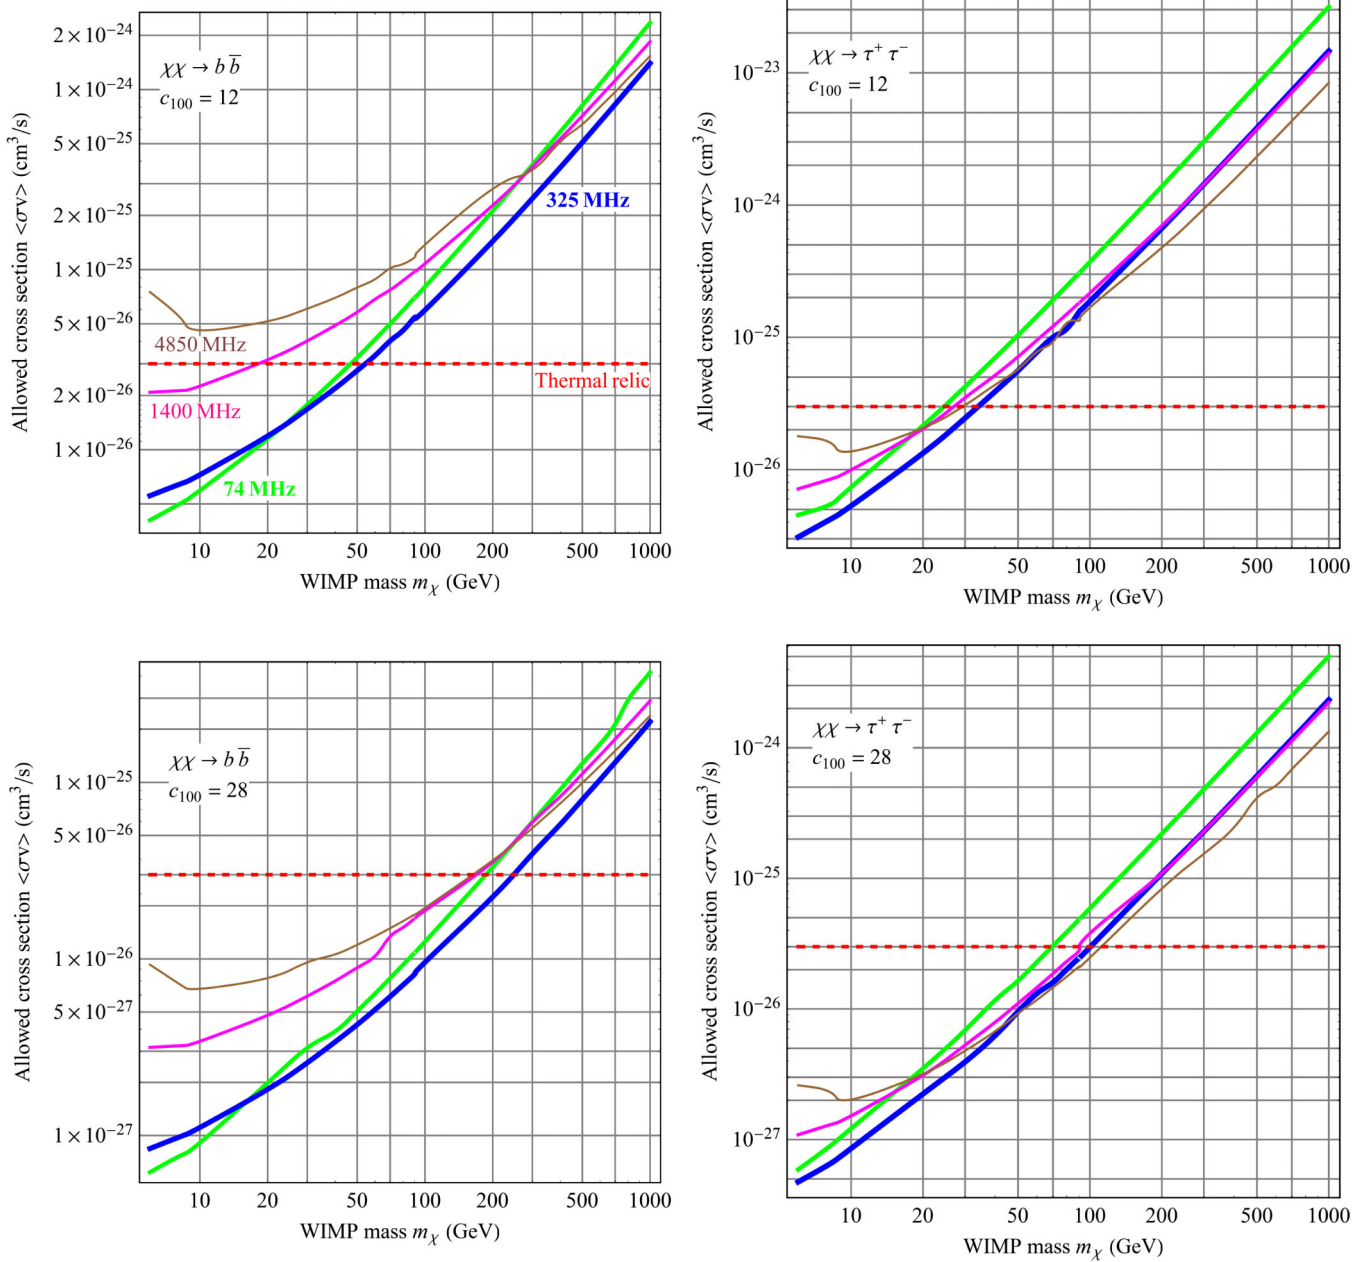 Allowed cross section <σv> (cm³/s)
2×10⁻²⁴
1×10⁻²⁴
5×10⁻²⁵
2×10⁻²⁵
1×10⁻²⁵
5×10⁻²⁶
2×10⁻²⁶
1×10⁻²⁶
χχ → b b̅
c₁₀₀ = 12
325 MHz
4850 MHz
Thermal relic
1400 MHz
74 MHz
10 20 50 100 200 500 1000
WIMP mass mχ (GeV)
Allowed cross section <σv> (cm³/s)
10⁻²³
10⁻²⁴
10⁻²⁵
10⁻²⁶
χχ → τ⁺ τ⁻
c₁₀₀ = 12
10 20 50 100 200 500 1000
WIMP mass mχ (GeV)
Allowed cross section <σv> (cm³/s)
1×10⁻²⁵
5×10⁻²⁶
1×10⁻²⁶
5×10⁻²⁷
1×10⁻²⁷
χχ → b b̅
c₁₀₀ = 28
10 20 50 100 200 500 1000
WIMP mass mχ (GeV)
Allowed cross section <σv> (cm³/s)
10⁻²⁴
10⁻²⁵
10⁻²⁶
10⁻²⁷
χχ → τ⁺ τ⁻
c₁₀₀ = 28
10 20 50 100 200 500 1000
WIMP mass mχ (GeV)